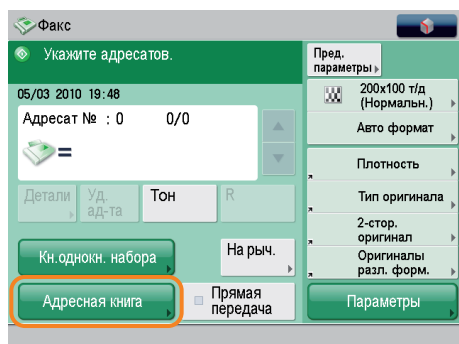 Факс
Укажите адресатов.
Пред.
параметры
05/03 2010 19:48
200x100 т/д
(Нормальн.)
Адресат № : 0 0/0
Авто формат
=
Плотность
Детали
Уд.
ад-та
Тон
R
Тип оригинала
2-стор.
оригинал
Кн.однокн. набора
На рыч.
Оригиналы
разл. форм.
Адресная книга
Прямая
передача
Параметры